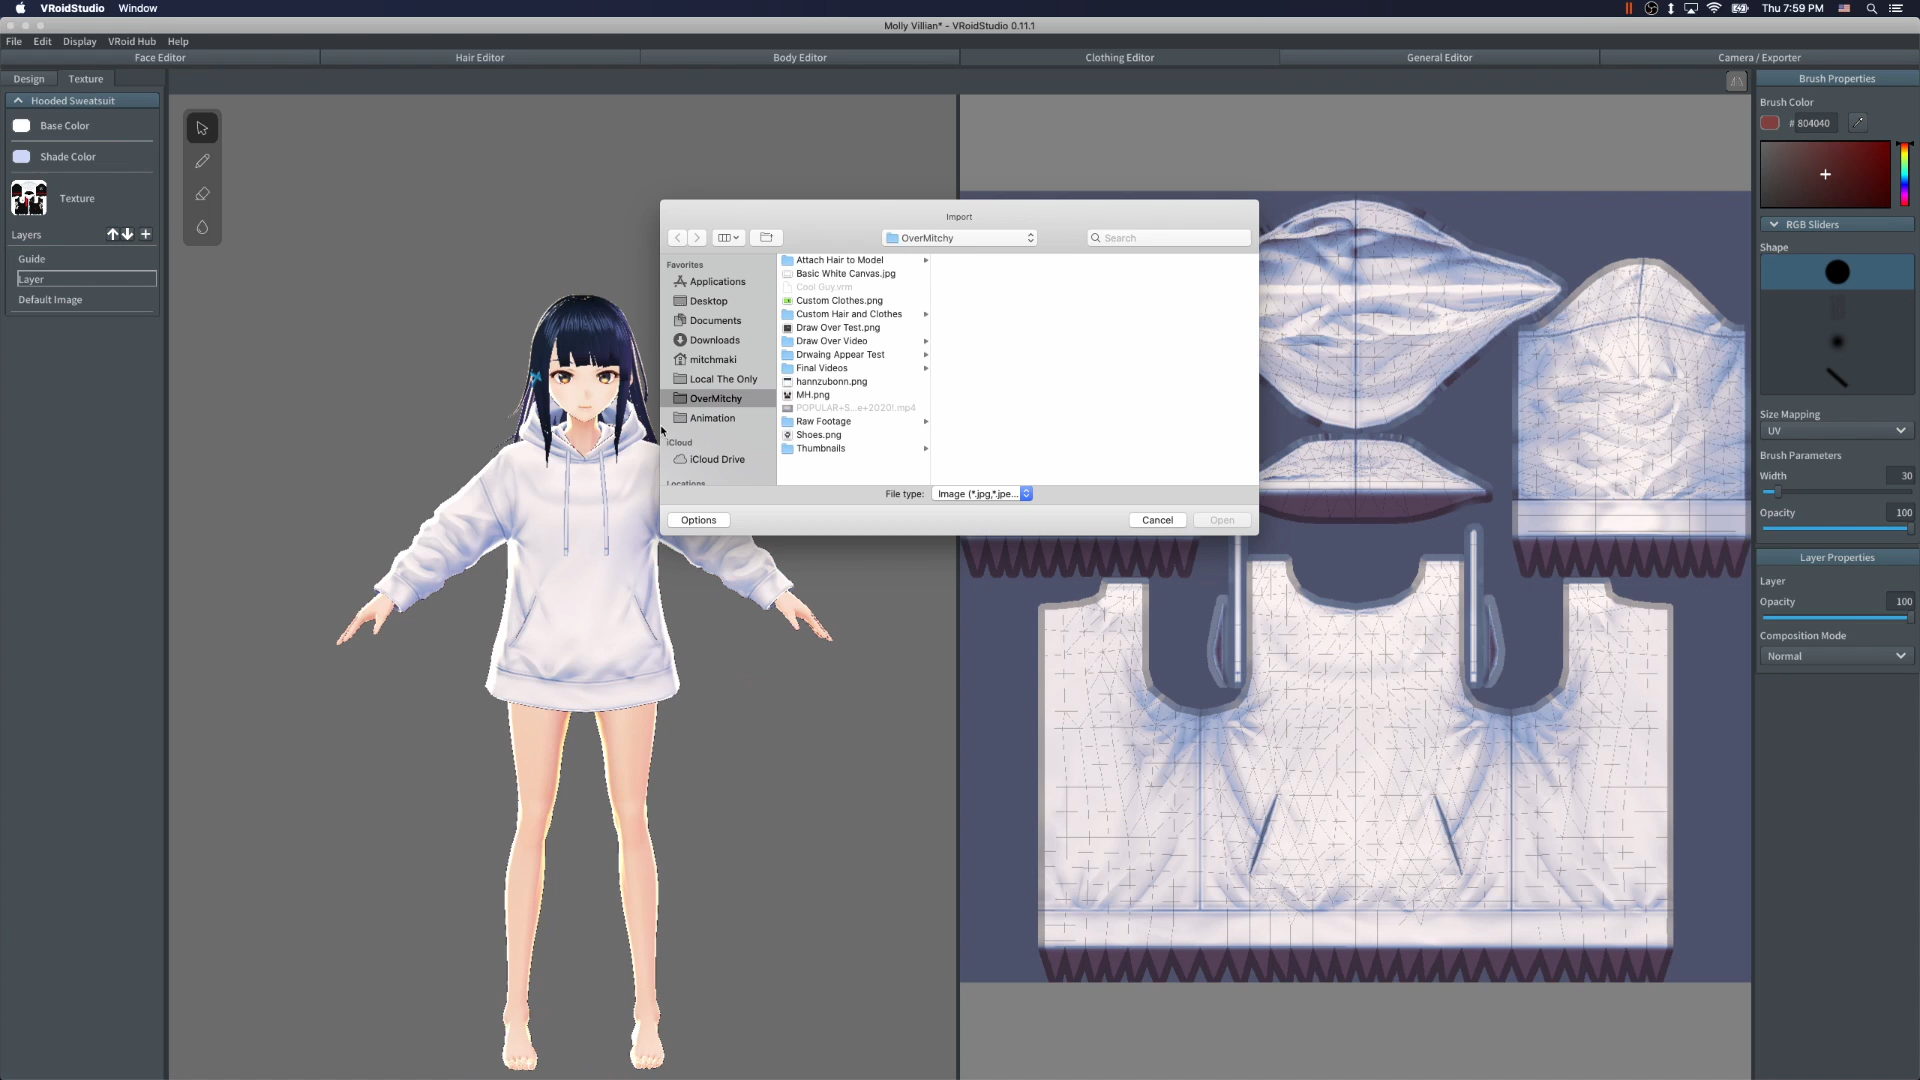 VRoidStudio Window
Thu 7:59 PM
Molly Villian* - VRoidStudio 0.11.1
File Edit Display VRoid Hub Help
Face Editor Hair Editor Body Editor Clothing Editor General Editor Camera / Exporter
Design Texture
Hooded Sweatsuit
Base Color
Shade Color
Texture
Layers
Guide
Layer
Default Image
Import
OverMitchy
Search
Favorites
Applications
Desktop
Documents
Downloads
mitchmaki
Local The Only
OverMitchy
Animation
iCloud
iCloud Drive
Locations
Attach Hair to Model
Basic White Canvas.jpg
Cool Guy.vrm
Custom Clothes.png
Custom Hair and Clothes
Draw Over Test.png
Draw Over Video
Drwaing Appear Test
Final Videos
hannzubonn.png
MH.png
POPULAR+S...e+2020!.mp4
Raw Footage
Shoes.png
Thumbnails
File type: Image (*.jpg,*.jpe...
Options Cancel Open
Brush Properties
Brush Color
# 804040
RGB Sliders
Shape
Size Mapping
UV
Brush Parameters
Width 30
Opacity 100
Layer Properties
Layer
Opacity 100
Composition Mode
Normal